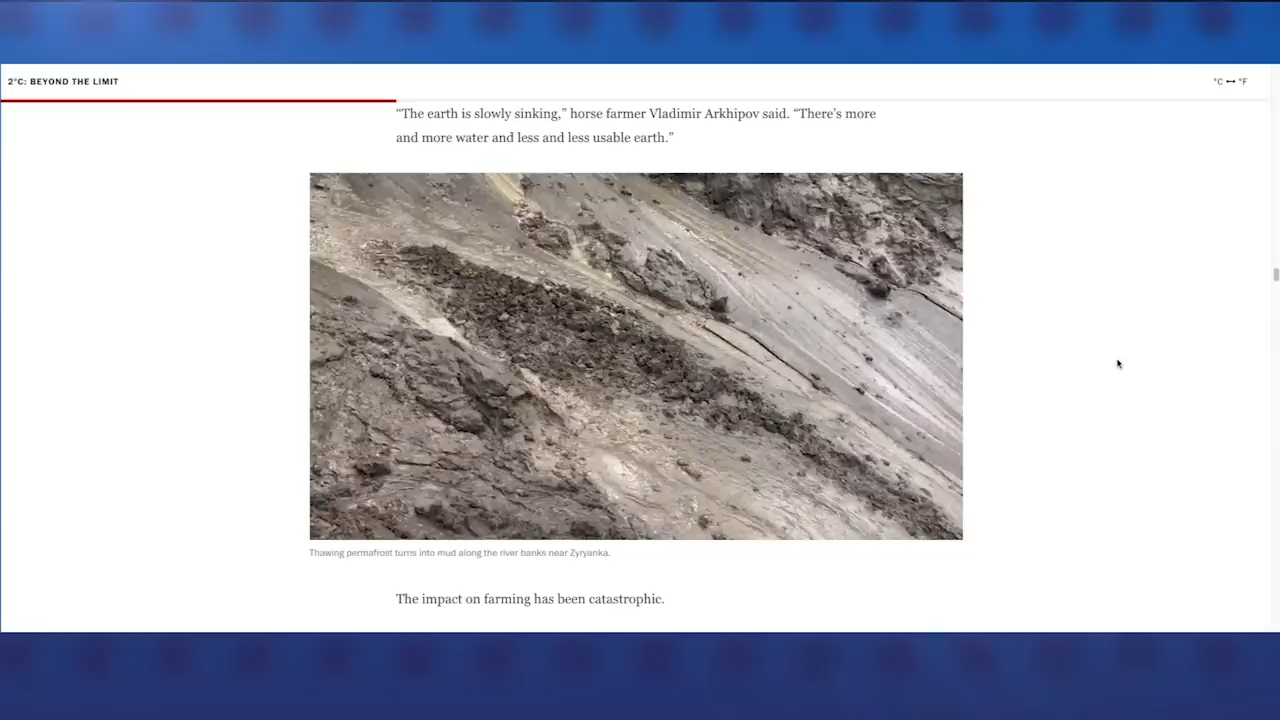 2°C: BEYOND THE LIMIT
°C ↔ °F
“The earth is slowly sinking,” horse farmer Vladimir Arkhipov said. “There’s more
and more water and less and less usable earth.”
Thawing permafrost turns into mud along the river banks near Zyryanka.
The impact on farming has been catastrophic.